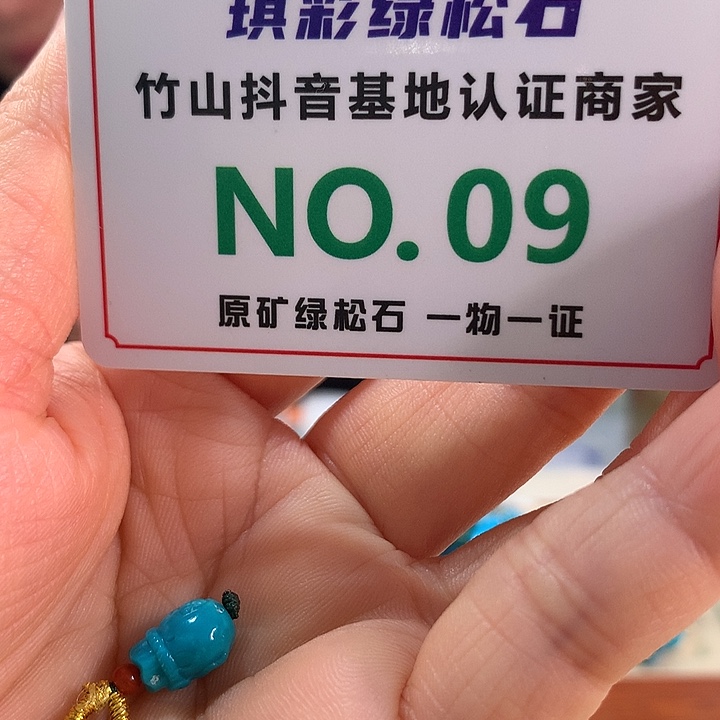 琪彩绿松石
竹山抖音基地认证商家
NO.09
原矿绿松石 一物一证